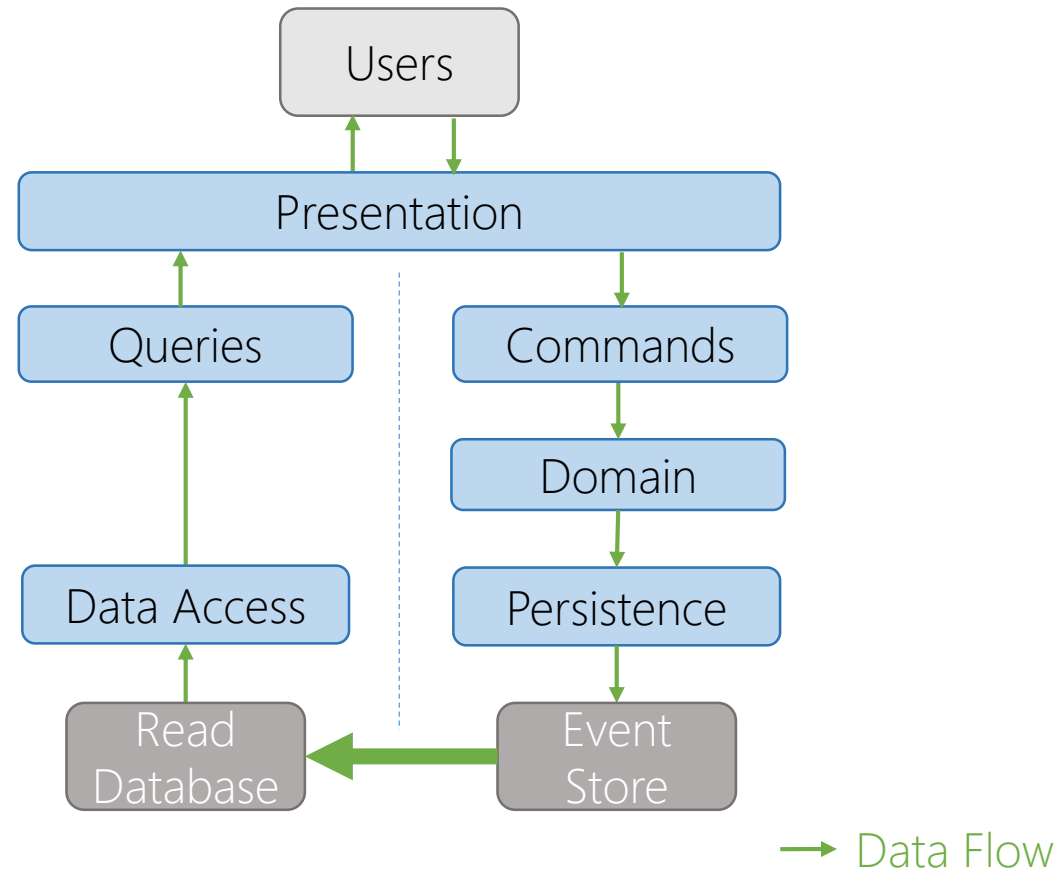 Users
Presentation
Queries
Commands
Domain
Data Access
Persistence
Read
Database
Event
Store
Data Flow